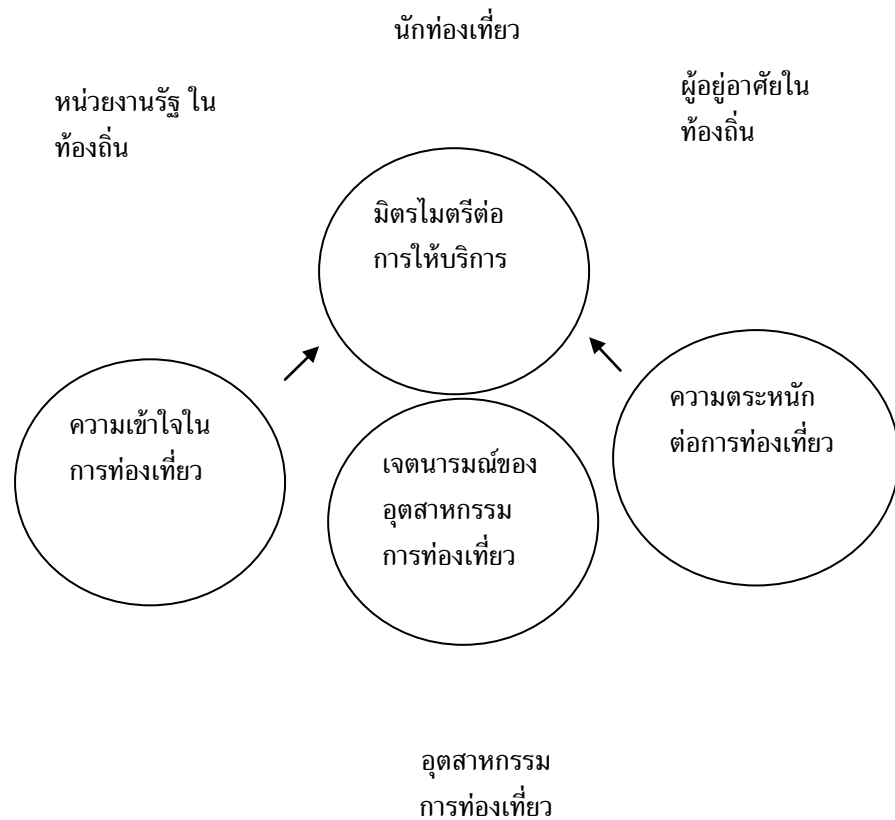 นักท่องเที่ยว
หน่วยงานรัฐ ใน
ท้องถิ่น
ผู้อยู่อาศัยใน
ท้องถิ่น
มิตรไมตรีต่อ
การให้บริการ
ความเข้าใจใน
การท่องเที่ยว
เจตนารมณ์ของ
อุตสาหกรรม
การท่องเที่ยว
ความตระหนัก
ต่อการท่องเที่ยว
อุตสาหกรรม
การท่องเที่ยว